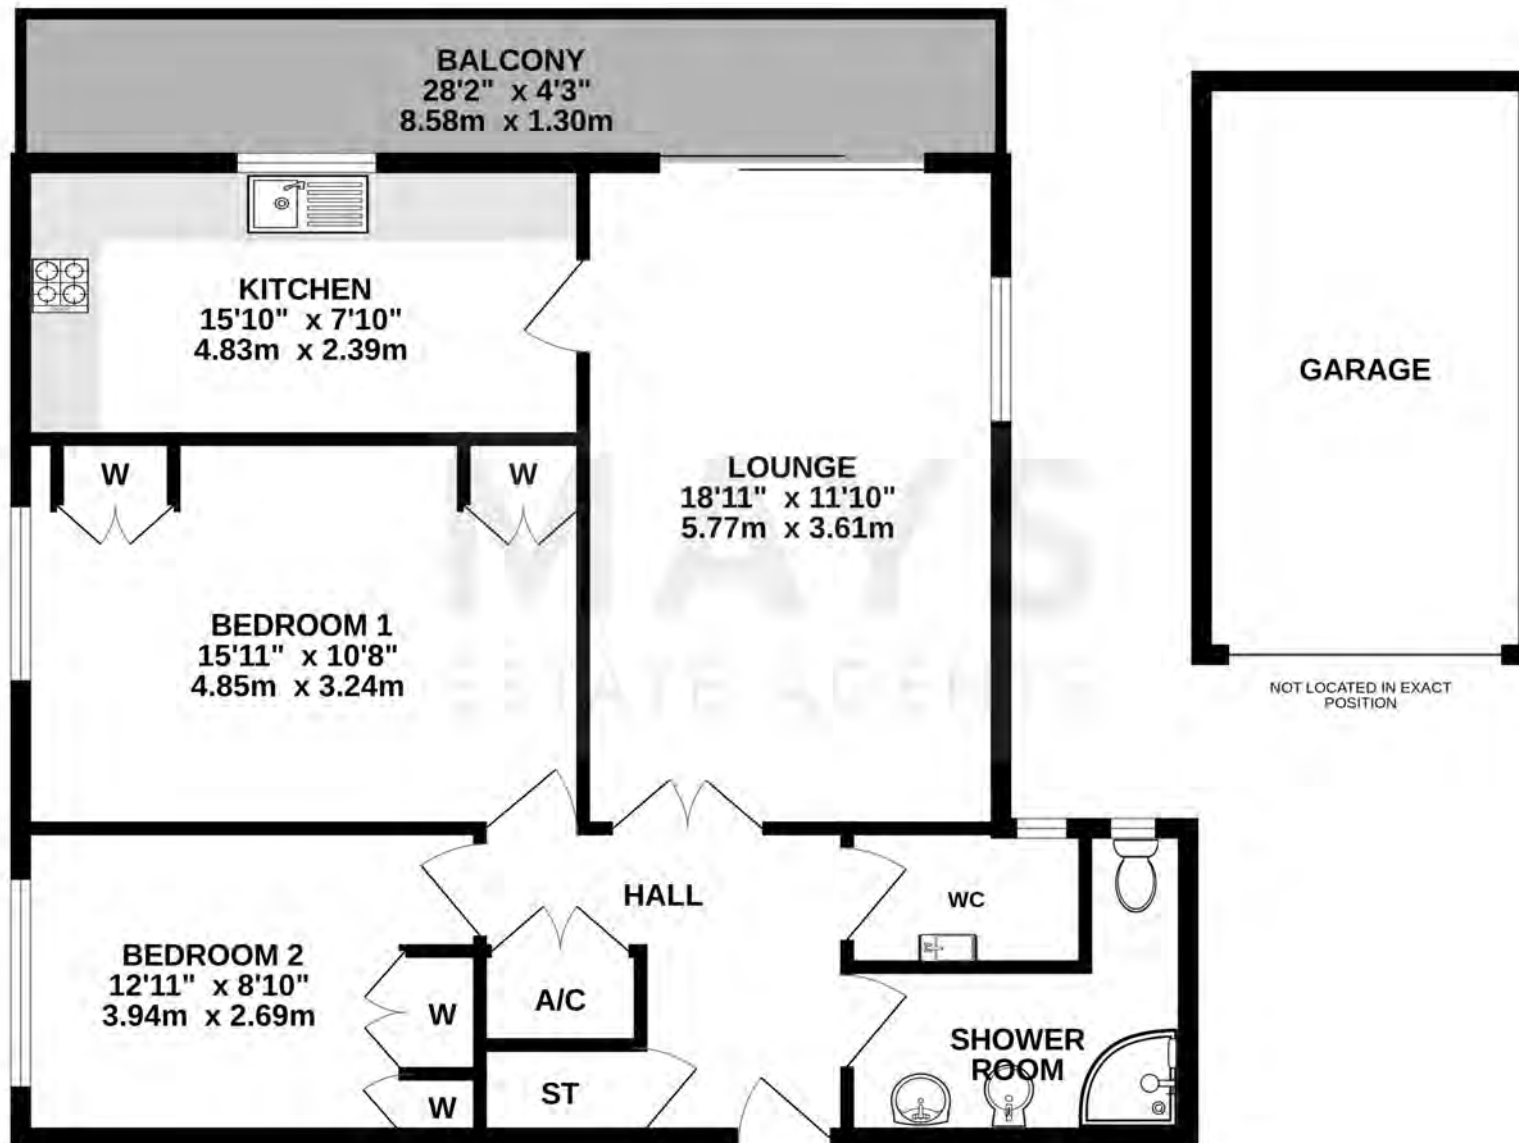 BALCONY
28'2" x 4'3"
8.58m x 1.30m
KITCHEN
15'10" x 7'10"
4.83m x 2.39m
GARAGE
W
W
LOUNGE
18'11" x 11'10"
5.77m x 3.61m
MAYS
ESTATE AGENTS
BEDROOM 1
15'11" x 10'8"
4.85m x 3.24m
NOT LOCATED IN EXACT
POSITION
HALL
WC
BEDROOM 2
12'11" x 8'10"
3.94m x 2.69m
W
A/C
SHOWER
ROOM
W
ST